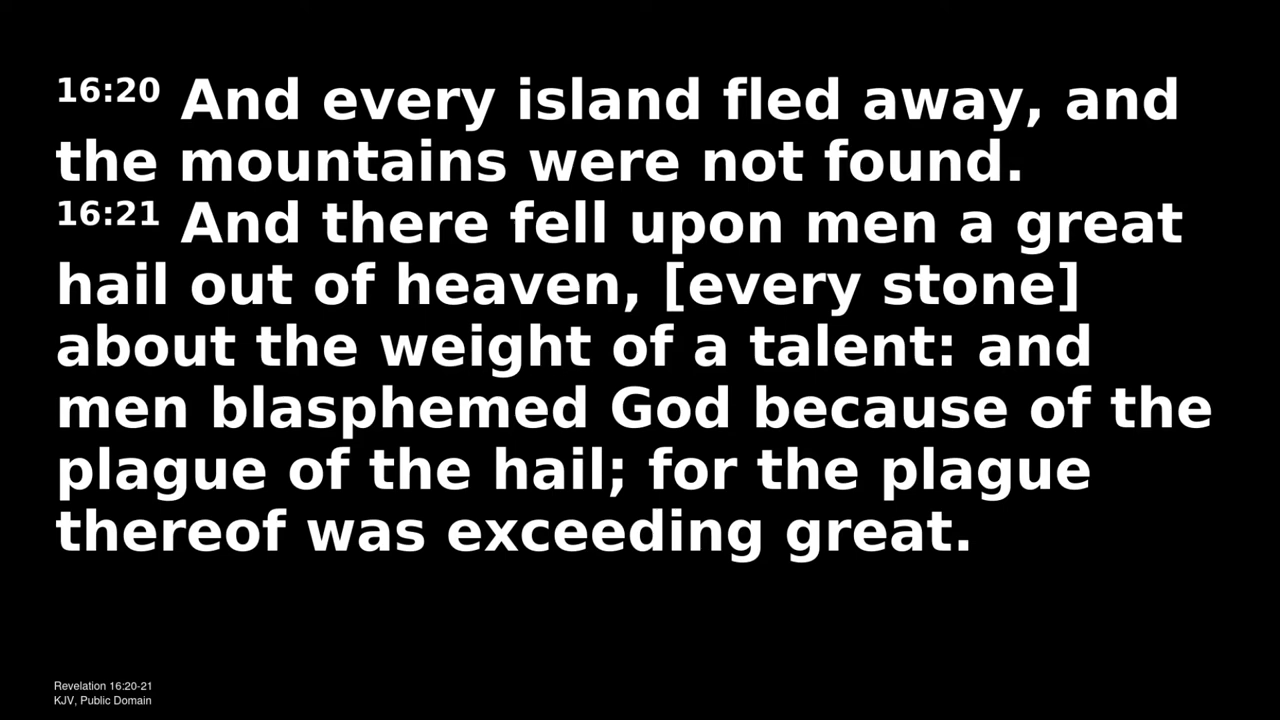 16:20 And every island fled away, and
the mountains were not found.
16:21 And there fell upon men a great
hail out of heaven, [every stone]
about the weight of a talent: and
men blasphemed God because of the
plague of the hail; for the plague
thereof was exceeding great.
Revelation 16:20-21
KJV, Public Domain